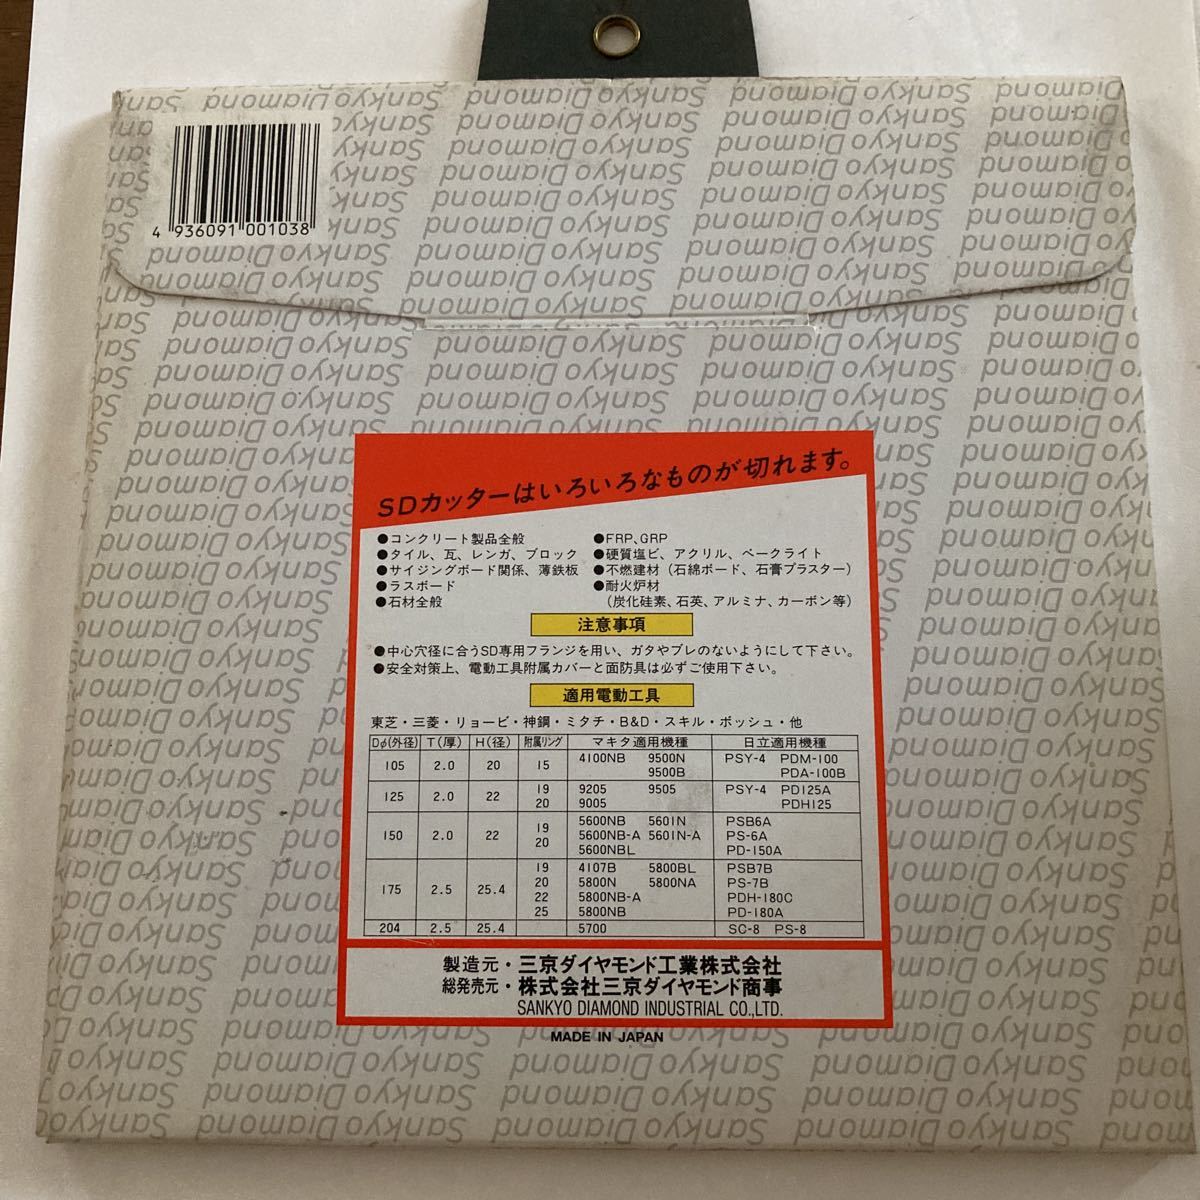 Sankyo Diamond
4 936091 001038
SDカッターはいろいろなものが切れます。
●コンクリート製品全般
●タイル、瓦、レンガ、ブロック
●サイジングボード関係、薄鉄板
●ラスボード
●石材全般
●FRP、GRP
●硬質塩ビ、アクリル、ベークライト
●不燃建材（石綿ボード、石膏プラスター）
●耐火炉材
（炭化硅素、石英、アルミナ、カーボン等）
注意事項
●中心穴径に合うSD専用フランジを用い、ガタやブレのないようにして下さい。
●安全対策上、電動工具附属カバーと面防具は必ずご使用下さい。
適用電動工具
東芝・三菱・リョービ・神鋼・ミタチ・B&D・スキル・ボッシュ・他
Dφ(外径) T(厚) H(径) 附属リング マキタ適用機種 日立適用機種
105 2.0 20 15 4100NB 9500N PSY-4 PDM-100
9500B PDA-100B
125 2.0 22 19 9205 9505 PSY-4 PD125A
20 9005 PDH125
150 2.0 22 19 5600NB 5601N PSB6A
20 5600NB-A 5601N-A PS-6A
5600NBL PD-150A
175 2.5 25.4 19 4107B 5800BL PSB7B
20 5800N 5800NA PS-7B
22 5800NB-A PDH-180C
25 5800NB PD-180A
204 2.5 25.4 5700 SC-8 PS-8
製造元・三京ダイヤモンド工業株式会社
総発売元・株式会社三京ダイヤモンド商事
SANKYO DIAMOND INDUSTRIAL CO.,LTD.
MADE IN JAPAN